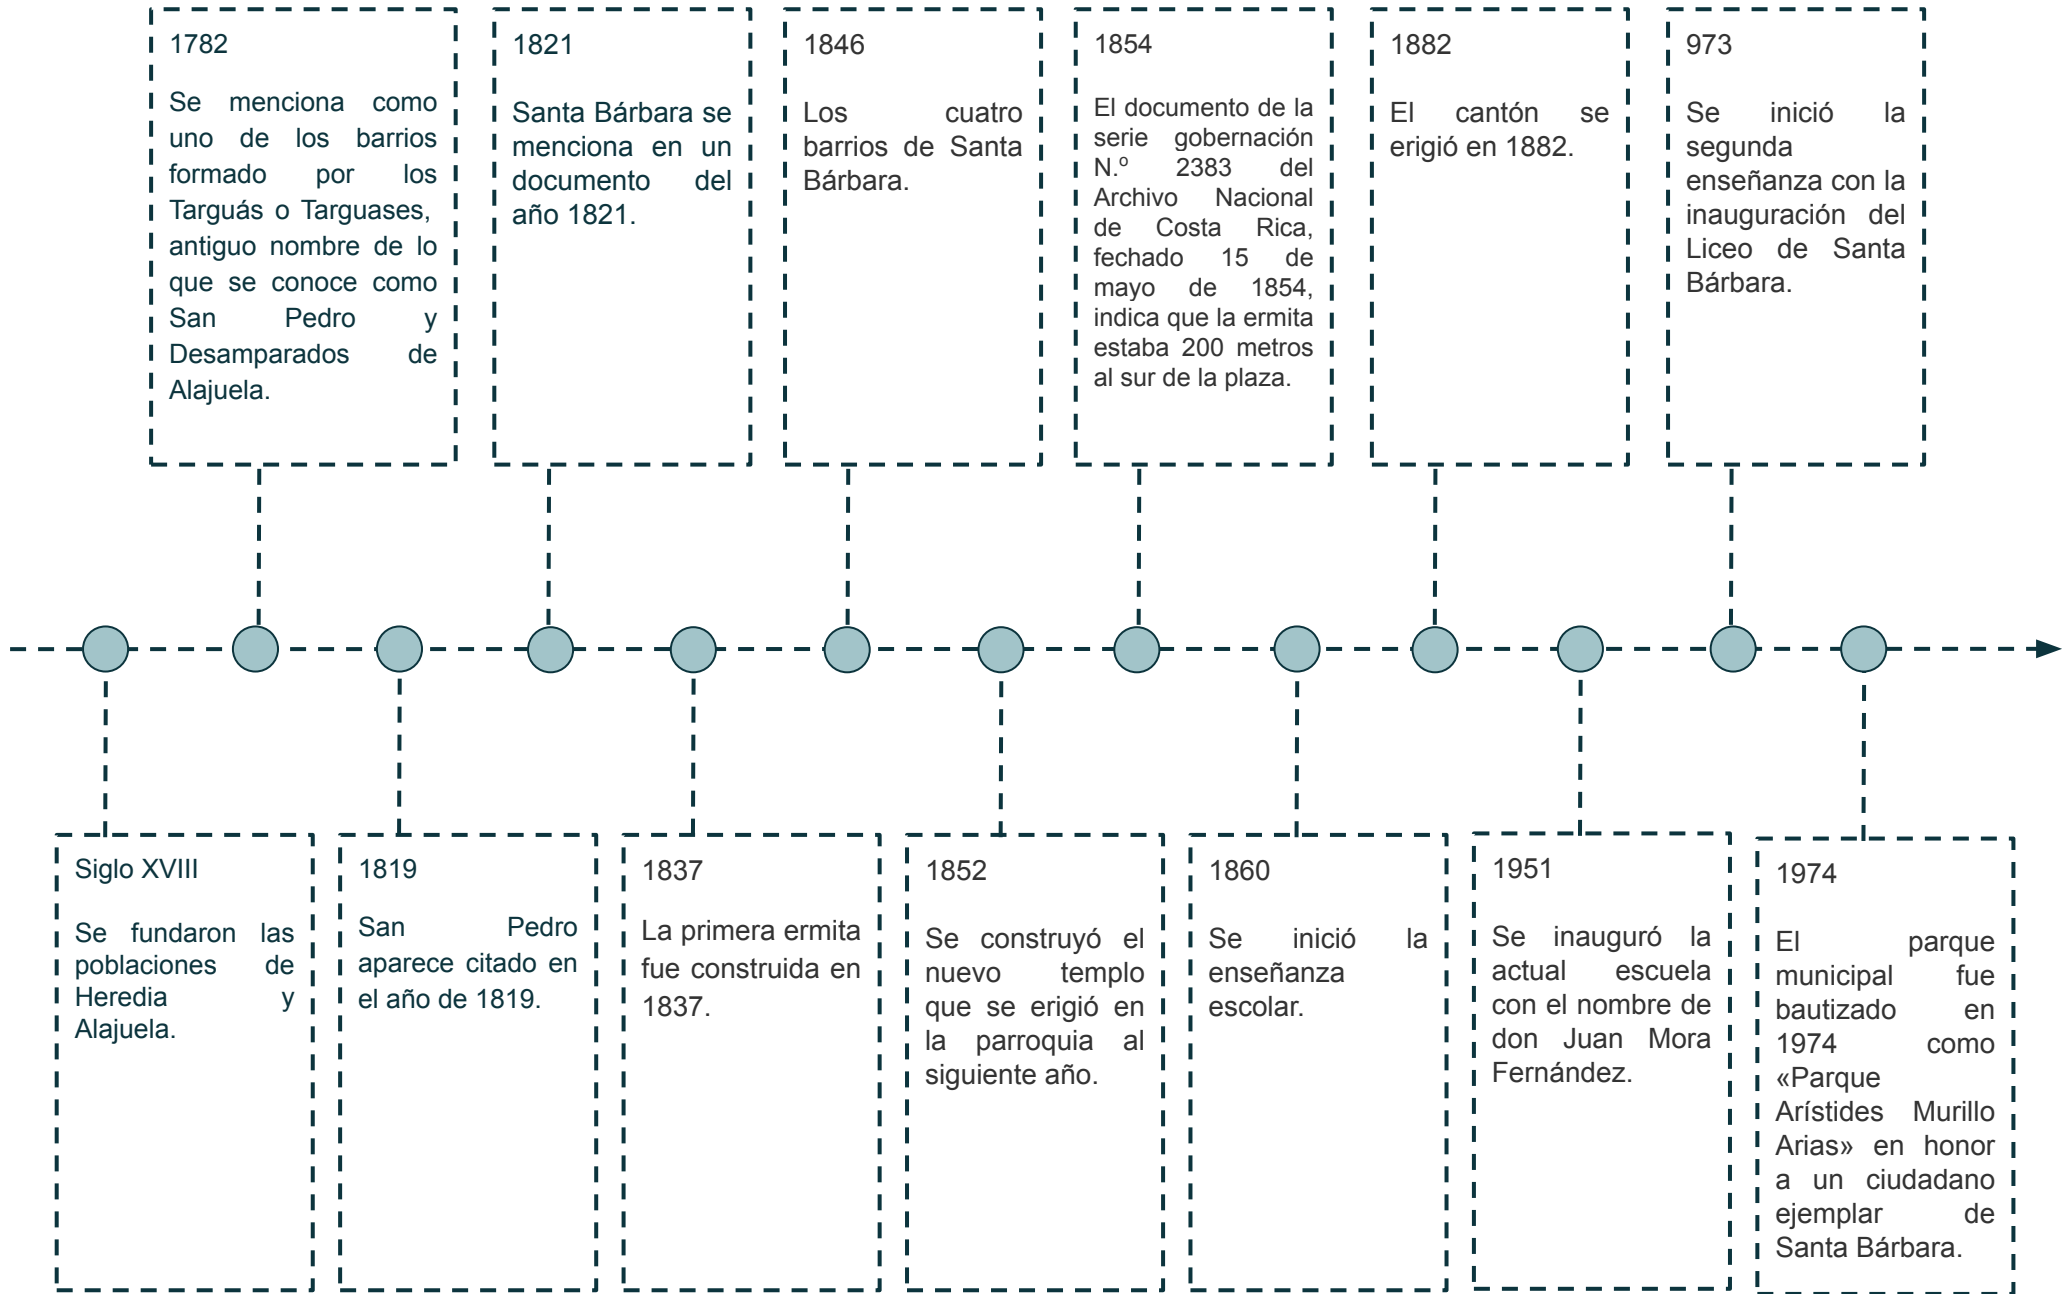 1782
Se menciona como
uno de los barrios
formado por los
Targuás o Targuases,
antiguo nombre de lo
que se conoce como
San Pedro y
Desamparados de
Alajuela.
1821
Santa Bárbara se
menciona en un
documento del
año 1821.
1846
Los cuatro
barrios de Santa
Bárbara.
1854
El documento de la
serie gobernación
N.º 2383 del
Archivo Nacional
de Costa Rica,
fechado 15 de
mayo de 1854,
indica que la ermita
estaba 200 metros
al sur de la plaza.
1882
El cantón se
erigió en 1882.
973
Se inició la
segunda
enseñanza con la
inauguración del
Liceo de Santa
Bárbara.
Siglo XVIII
Se fundaron las
poblaciones de
Heredia y
Alajuela.
1819
San Pedro
aparece citado en
el año de 1819.
1837
La primera ermita
fue construida en
1837.
1852
Se construyó el
nuevo templo
que se erigió en
la parroquia al
siguiente año.
1860
Se inició la
enseñanza
escolar.
1951
Se inauguró la
actual escuela
con el nombre de
don Juan Mora
Fernández.
1974
El parque
municipal fue
bautizado en
1974 como
«Parque
Arístides Murillo
Arias» en honor
a un ciudadano
ejemplar de
Santa Bárbara.